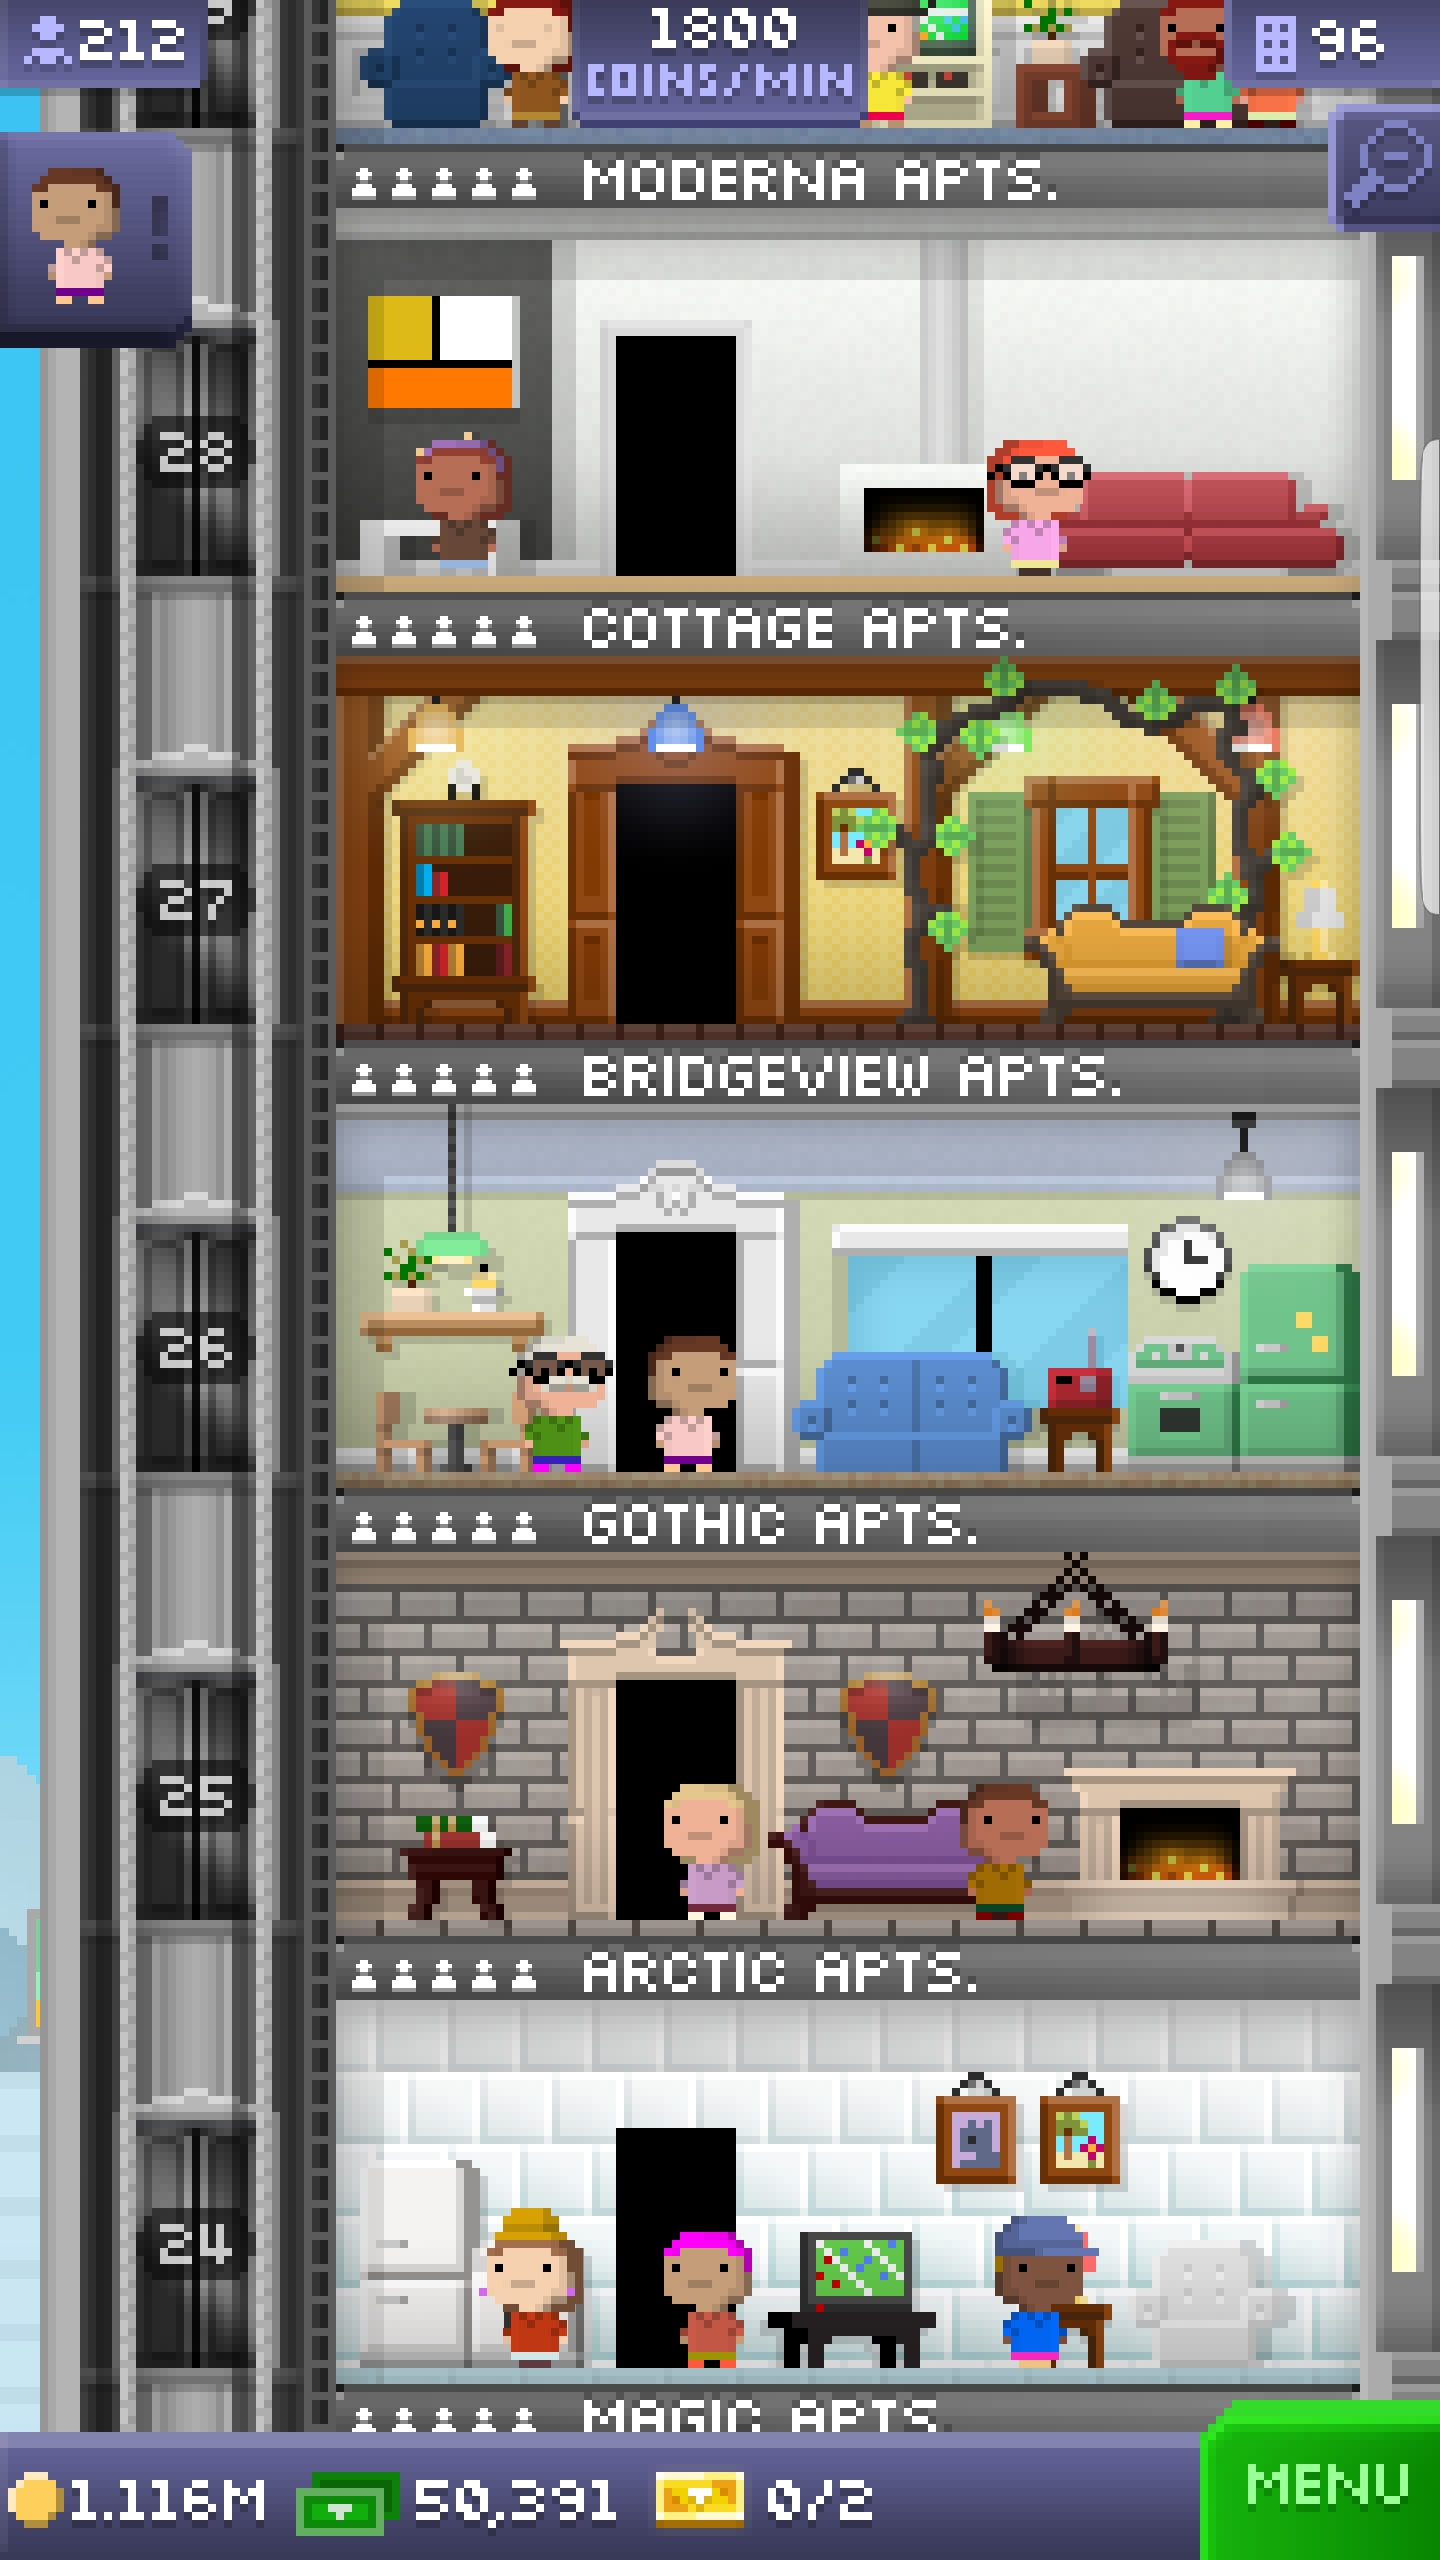 212
1800
COINS/MIN
96
!
MODERNA APTS.
28
COTTAGE APTS.
27
BRIDGEVIEW APTS.
26
GOTHIC APTS.
25
ARCTIC APTS.
24
MAGIC APTS.
1.116M
50,391
0/2
MENU